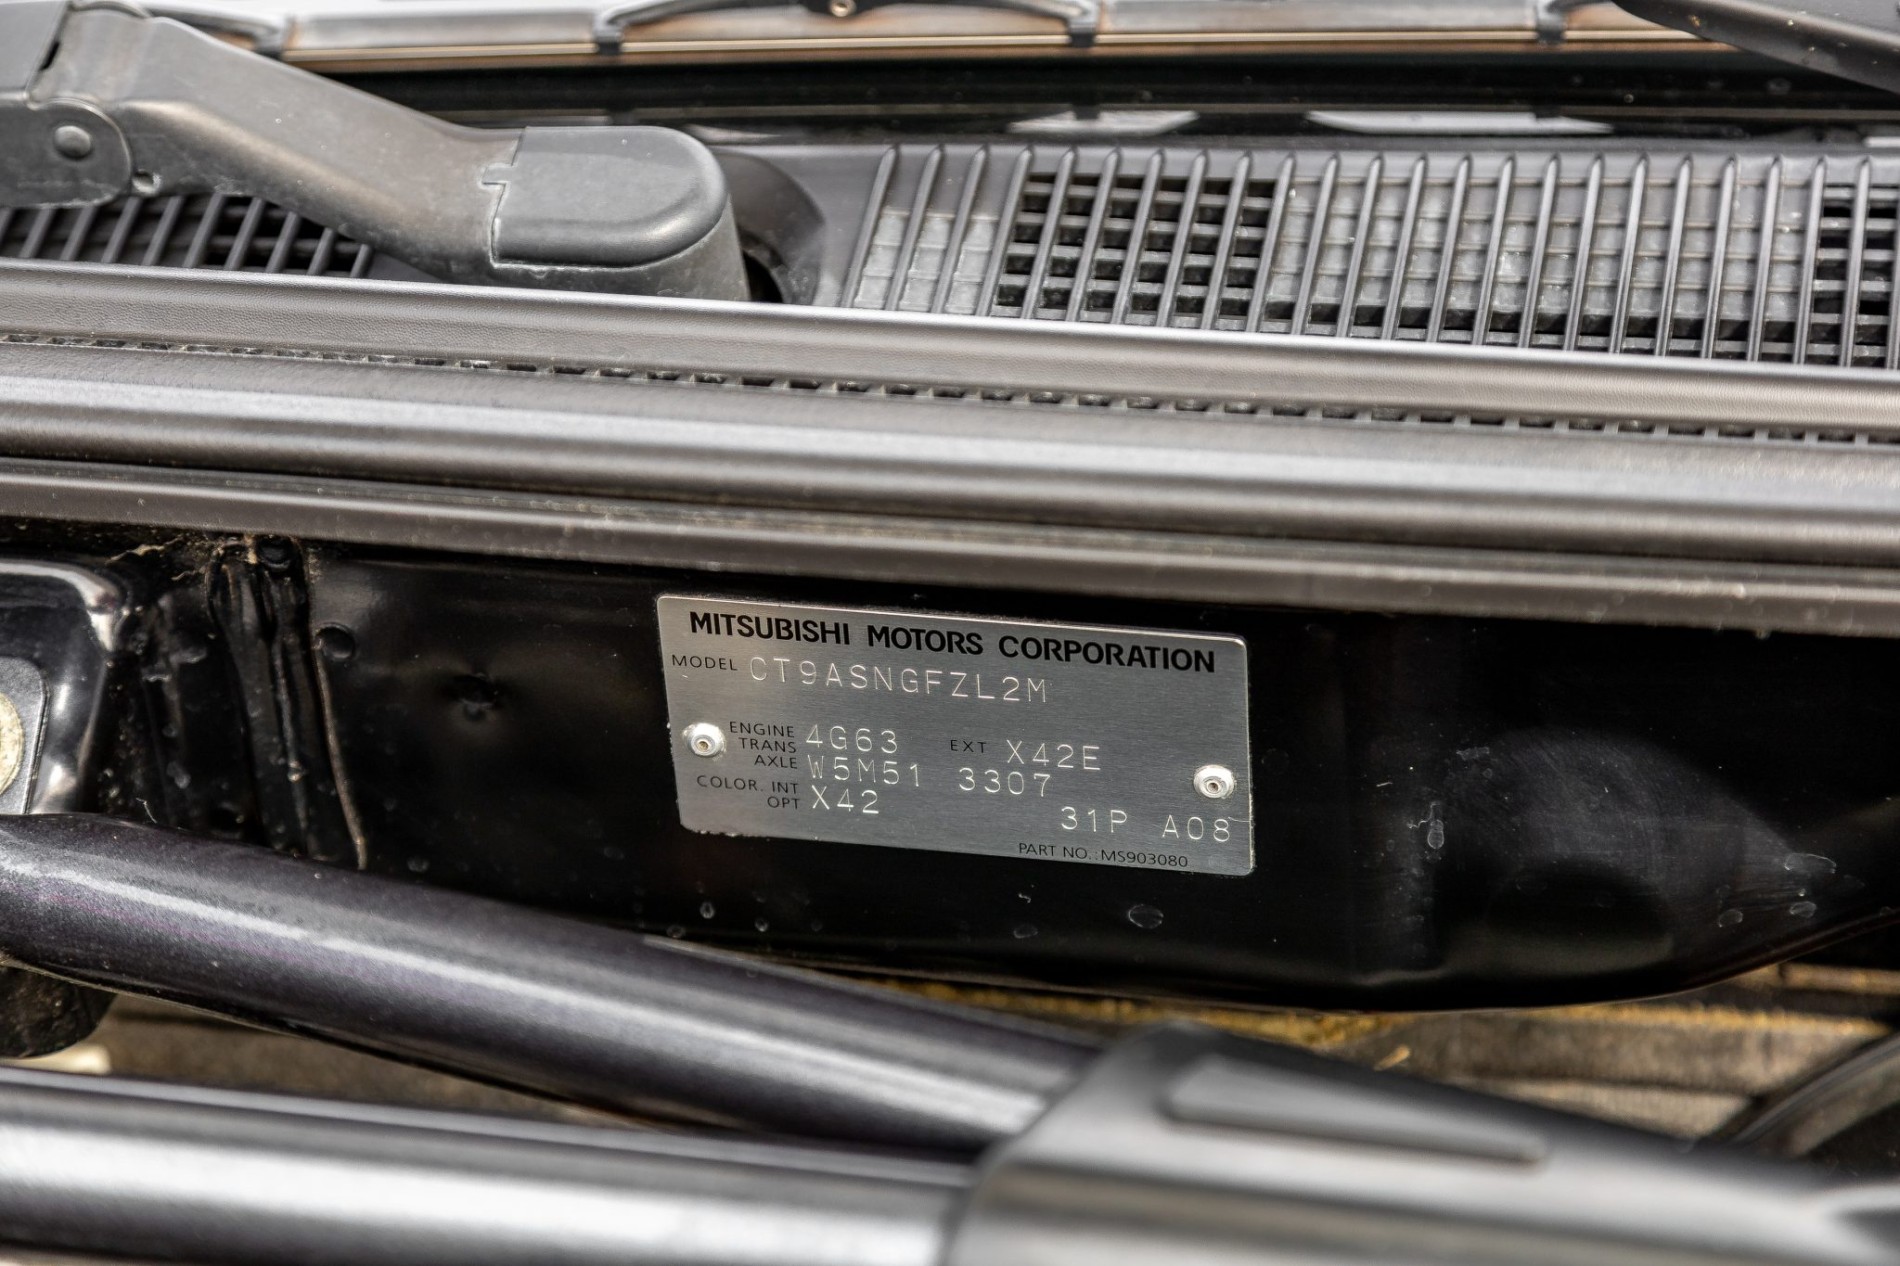 MITSUBISHI MOTORS CORPORATION
MODEL CT9ASNGFZL2M
ENGINE 4G63 EXT X42E
TRANS
AXLE W5M51 3307
COLOR. INT X42
OPT 31P A08
PART NO.:MS903080